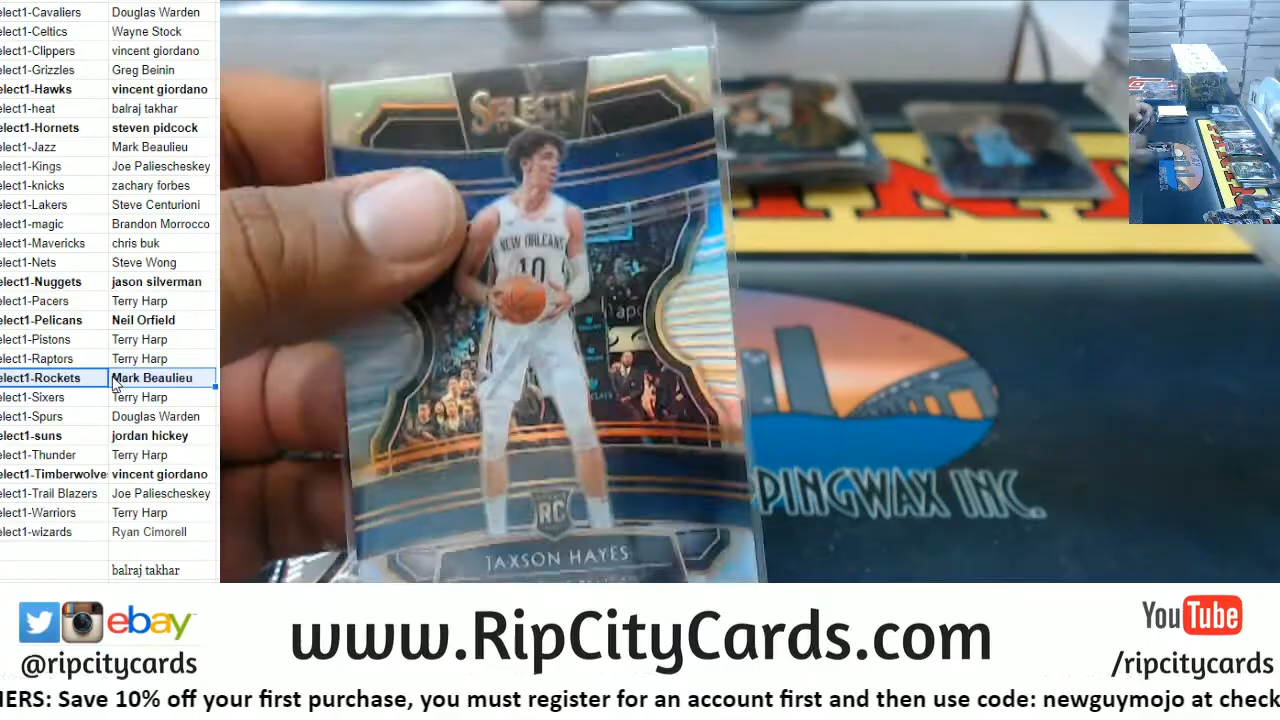 elect1-Cavaliers Douglas Warden
elect1-Celtics Wayne Stock
elect1-Clippers vincent giordano
elect1-Grizzles Greg Beinin
elect1-Hawks vincent giordano
elect1-heat balraj takhar
elect1-Hornets steven pidcock
elect1-Jazz Mark Beaulieu
elect1-Kings Joe Paliescheskey
elect1-knicks zachary forbes
elect1-Lakers Steve Centurioni
elect1-magic Brandon Morrocco
elect1-Mavericks chris buk
elect1-Nets Steve Wong
elect1-Nuggets jason silverman
elect1-Pacers Terry Harp
elect1-Pelicans Neil Orfield
elect1-Pistons Terry Harp
elect1-Raptors Terry Harp
elect1-Rockets Mark Beaulieu
elect1-Sixers Terry Harp
elect1-Spurs Douglas Warden
elect1-suns jordan hickey
elect1-Thunder Terry Harp
elect1-Timberwolve vincent giordano
elect1-Trail Blazers Joe Paliescheskey
elect1-Warriors Terry Harp
elect1-wizards Ryan Cimorell
balraj takhar
SELECT
NEW ORLEANS
10
RC
JAXSON HAYES
PPINGWAX INC.
ebay
@ripcitycards
www.RipCityCards.com
YouTube
/ripcitycards
IERS: Save 10% off your first purchase, you must register for an account first and then use code: newguymojo at check